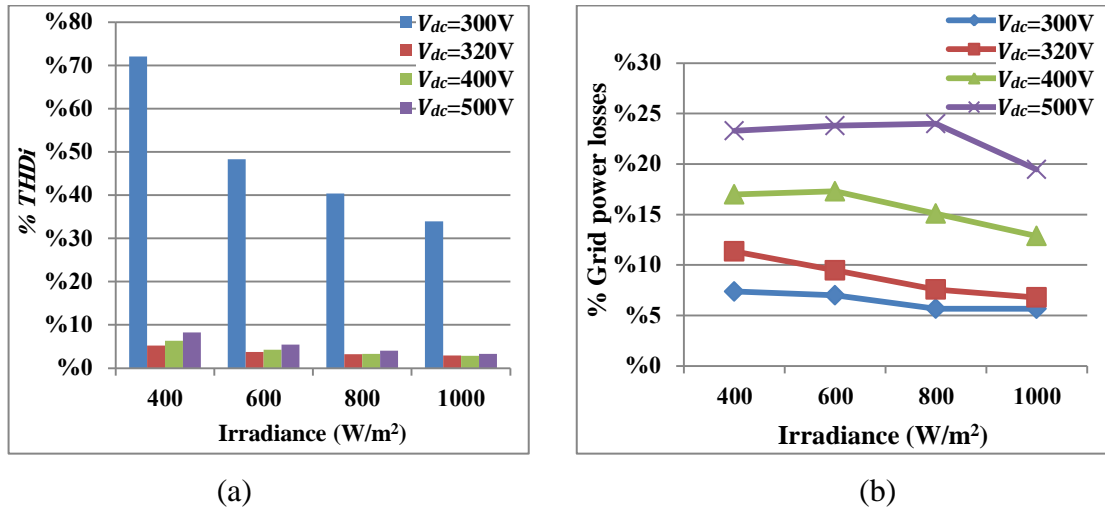 %80
%70
%60
%50
%40
%30
%20
%10
%0
% THDi
400
600
800
1000
Irradiance (W/m²)
Vdc=300V
Vdc=320V
Vdc=400V
Vdc=500V
(a)
%30
%25
%20
%15
%10
%5
%0
% Grid power losses
400
600
800
1000
Irradiance (W/m²)
Vdc=300V
Vdc=320V
Vdc=400V
Vdc=500V
(b)